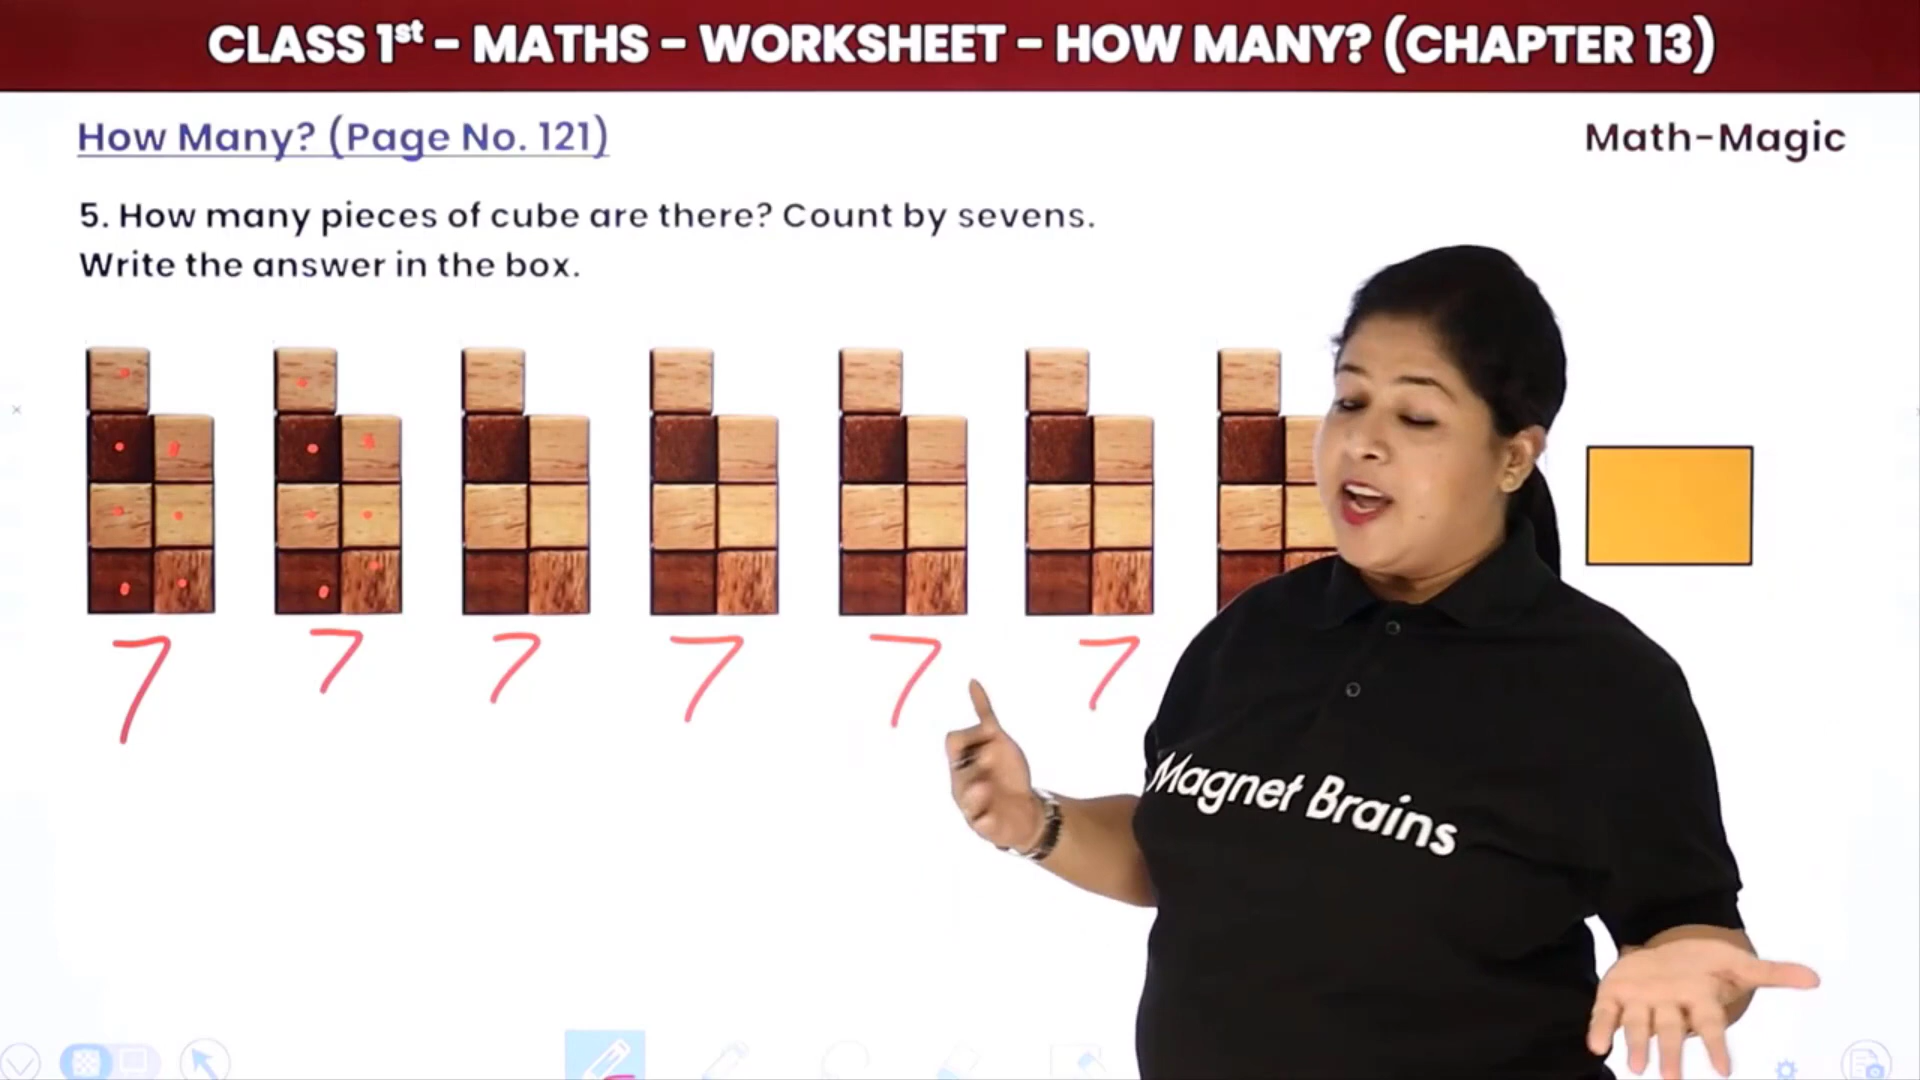 CLASS 1st - MATHS - WORKSHEET - HOW MANY? (CHAPTER 13)
How Many? (Page No. 121)
Math-Magic
5. How many pieces of cube are there? Count by sevens.
Write the answer in the box.
7 7 7 7 7 7
Magnet Brains